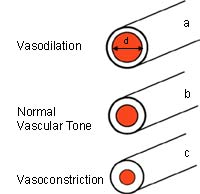 a
d
Vasodilation
b
Normal
Vascular Tone
c
Vasoconstriction